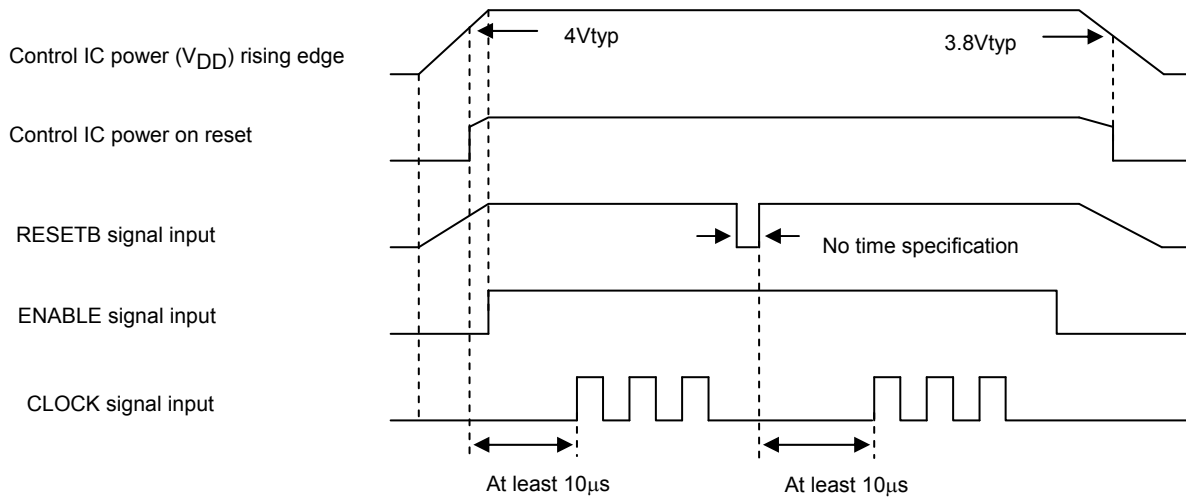 4Vtyp
3.8Vtyp
Control IC power (VDD) rising edge
Control IC power on reset
RESETB signal input
No time specification
ENABLE signal input
CLOCK signal input
At least 10μs
At least 10μs